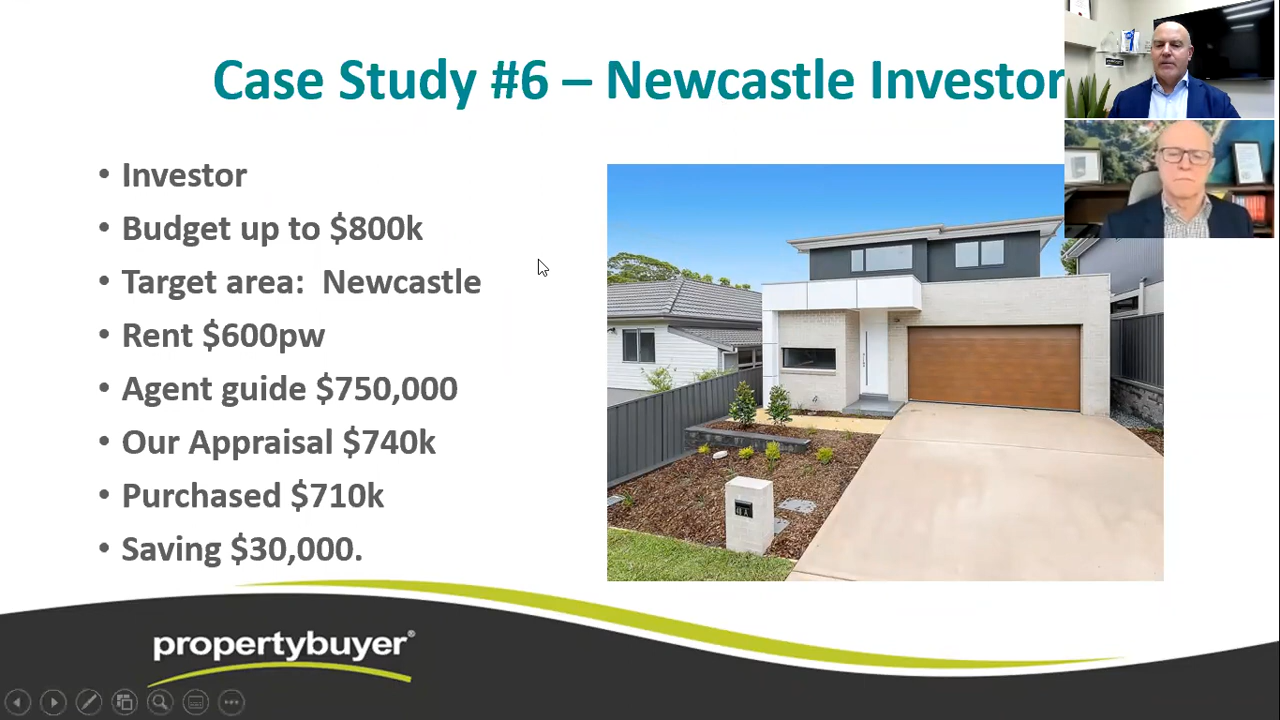 Case Study #6 – Newcastle Investor
• Investor
• Budget up to $800k
• Target area:  Newcastle
• Rent $600pw
• Agent guide $750,000
• Our Appraisal $740k
• Purchased $710k
• Saving $30,000.
propertybuyer®